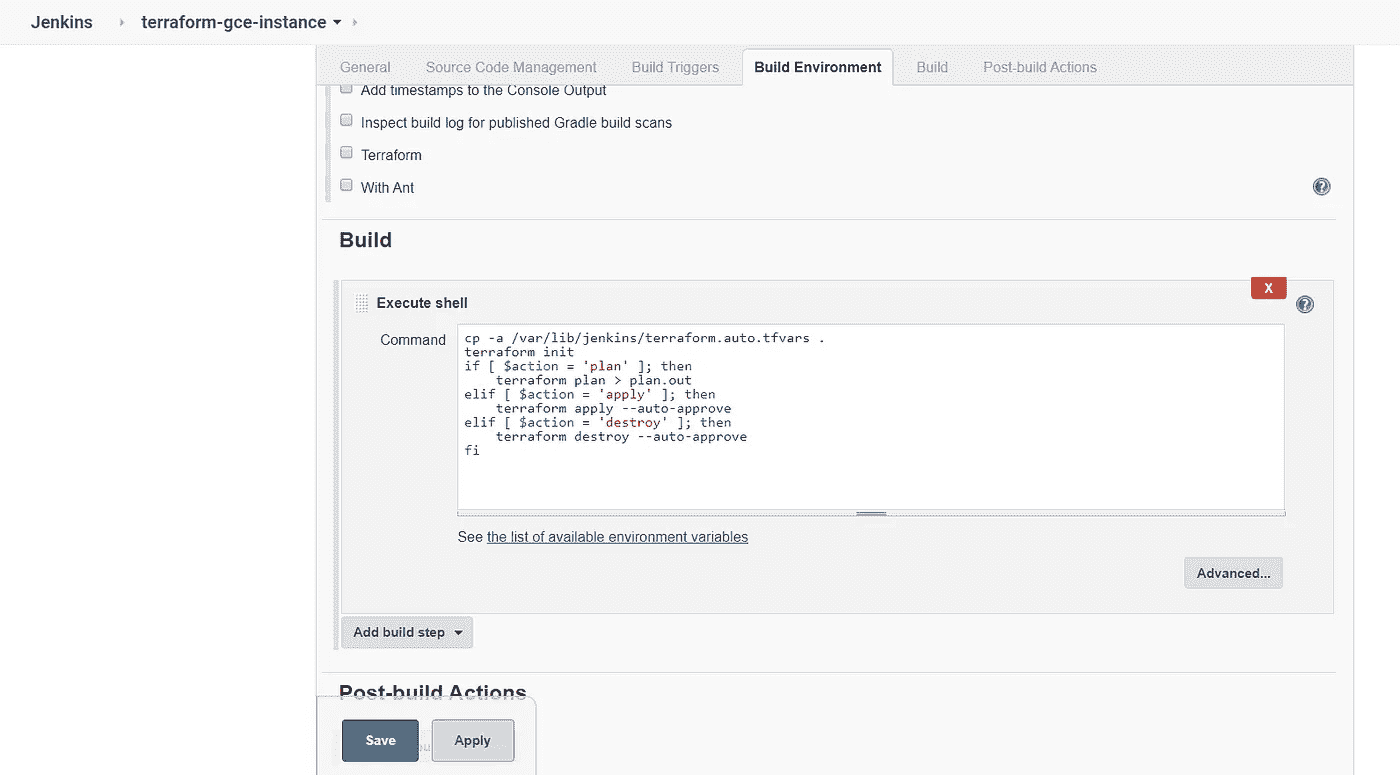 Jenkins terraform-gce-instance
General Source Code Management Build Triggers Build Environment Build Post-build Actions
Add timestamps to the Console Output
Inspect build log for published Gradle build scans
Terraform
With Ant
?
Build
X
Execute shell
?
Command
cp -a /var/lib/jenkins/terraform.auto.tfvars .
terraform init
if [ $action = 'plan' ]; then
    terraform plan > plan.out
elif [ $action = 'apply' ]; then
    terraform apply --auto-approve
elif [ $action = 'destroy' ]; then
    terraform destroy --auto-approve
fi
See the list of available environment variables
Advanced...
Add build step
Post-build Actions
Save Apply